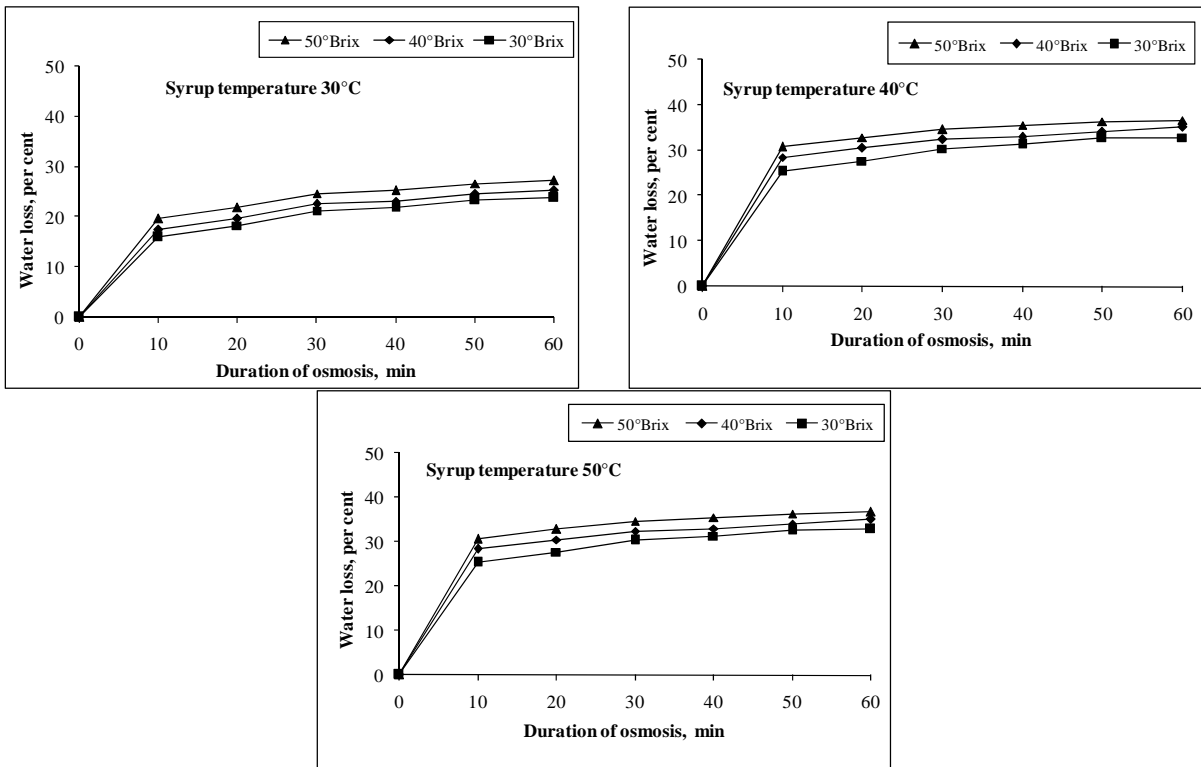 50°Brix 40°Brix 30°Brix
Syrup temperature 30°C
Water loss, per cent
50
40
30
20
10
0
0 10 20 30 40 50 60
Duration of osmosis, min
50°Brix 40°Brix 30°Brix
Syrup temperature 40°C
Water loss, per cent
50
40
30
20
10
0
0 10 20 30 40 50 60
Duration of osmosis, min
50°Brix 40°Brix 30°Brix
Syrup temperature 50°C
Water loss, per cent
50
40
30
20
10
0
0 10 20 30 40 50 60
Duration of osmosis, min